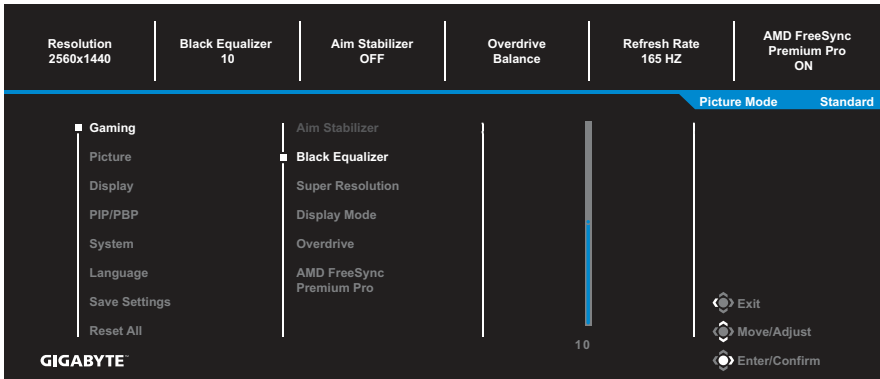 Resolution
2560x1440
Black Equalizer
10
Aim Stabilizer
OFF
Overdrive
Balance
Refresh Rate
165 HZ
AMD FreeSync
Premium Pro
ON
Picture Mode Standard
Gaming
Picture
Display
PIP/PBP
System
Language
Save Settings
Reset All
Aim Stabilizer
Black Equalizer
Super Resolution
Display Mode
Overdrive
AMD FreeSync
Premium Pro
10
Exit
Move/Adjust
Enter/Confirm
GIGABYTE™